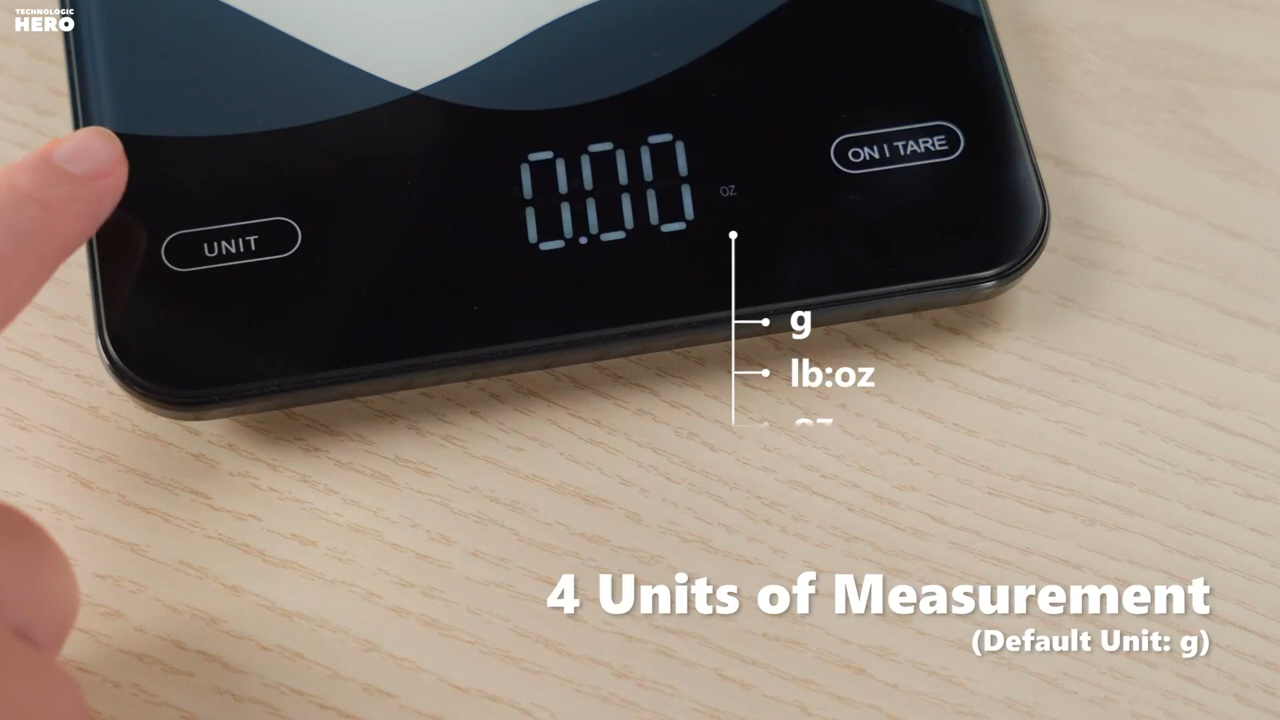 TECHNOLOGIC
HERO
0.00 OZ
ON | TARE
UNIT
g
lb:oz
4 Units of Measurement
(Default Unit: g)